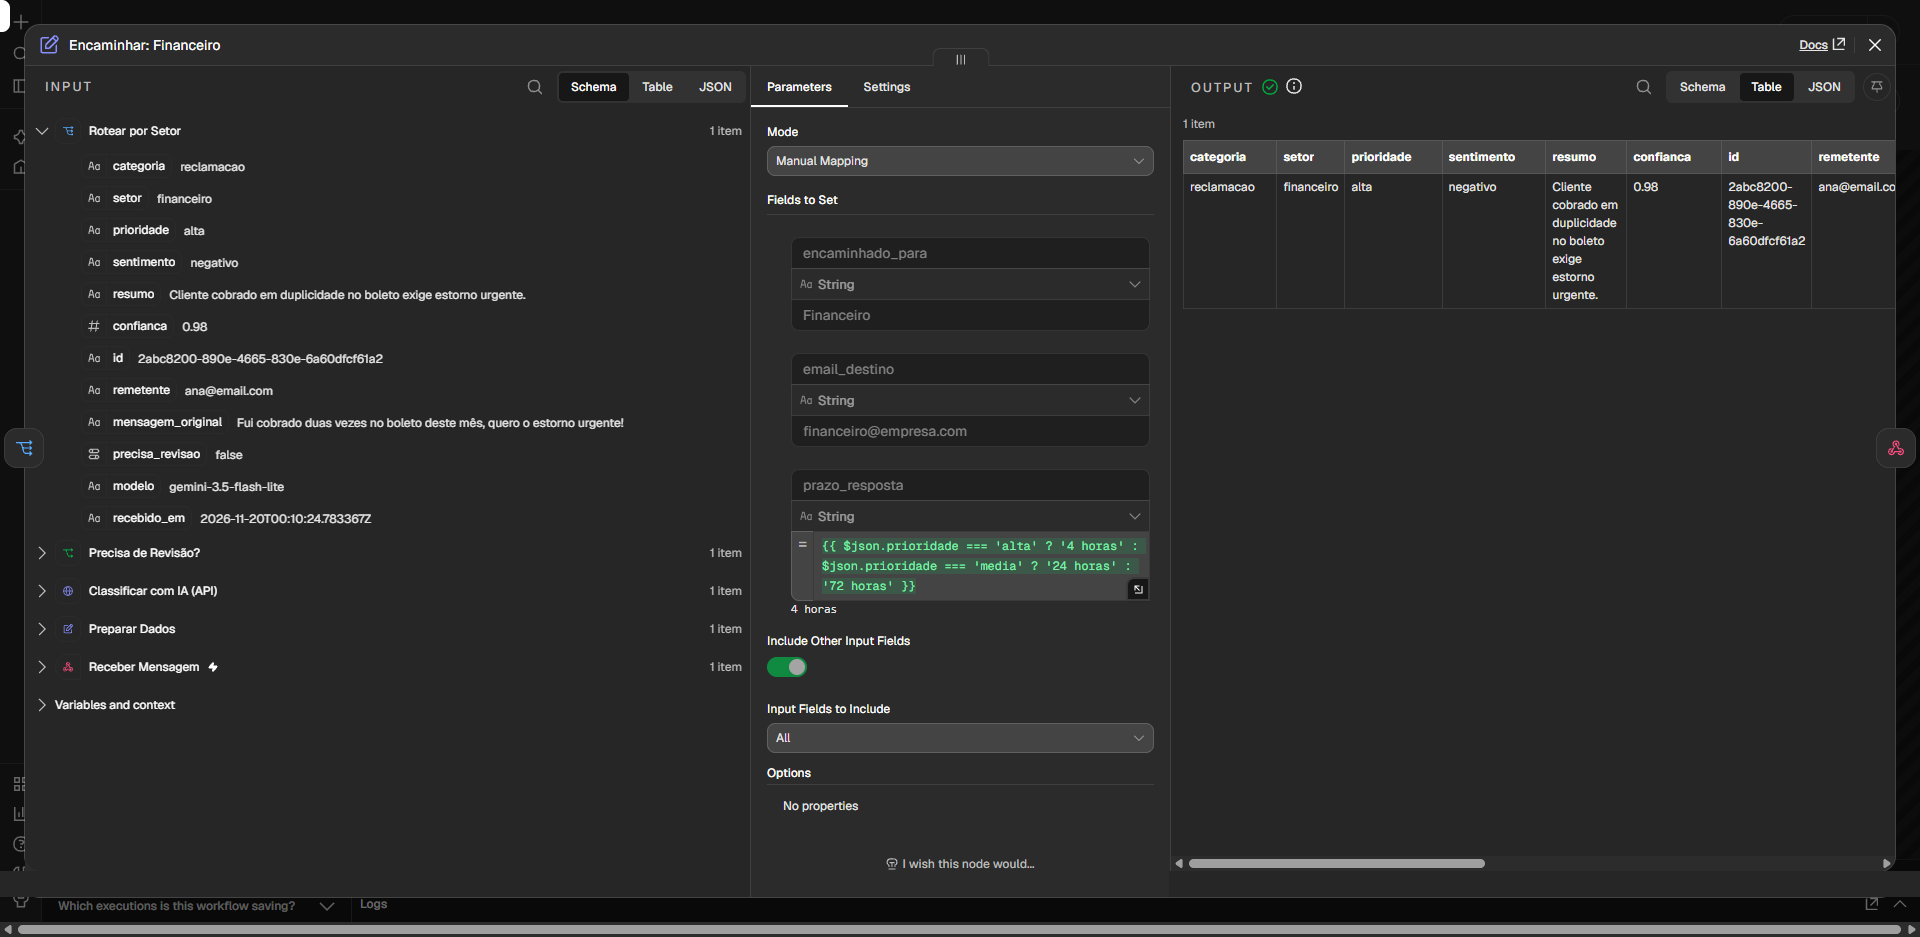 Encaminhar: Financeiro
Docs
INPUT
Schema
Table
JSON
Rotear por Setor
1 item
categoria reclamacao
setor financeiro
prioridade alta
sentimento negativo
resumo Cliente cobrado em duplicidade no boleto exige estorno urgente.
confianca 0.98
id 2abc8200-890e-4665-830e-6a60dfcf61a2
remetente ana@email.com
mensagem_original Fui cobrado duas vezes no boleto deste mês, quero o estorno urgente!
precisa_revisao false
modelo gemini-3.5-flash-lite
recebido_em 2026-11-20T00:10:24.783367Z
Precisa de Revisão?
1 item
Classificar com IA (API)
1 item
Preparar Dados
1 item
Receber Mensagem
1 item
Variables and context
Parameters
Settings
Mode
Manual Mapping
Fields to Set
encaminhado_para
Aa String
Financeiro
email_destino
Aa String
financeiro@empresa.com
prazo_resposta
Aa String
= {{ $json.prioridade === 'alta' ? '4 horas' :
$json.prioridade === 'media' ? '24 horas' :
'72 horas' }}
4 horas
Include Other Input Fields
Input Fields to Include
All
Options
No properties
I wish this node would...
OUTPUT
Schema
Table
JSON
1 item
categoria setor prioridade sentimento resumo confianca id remetente
reclamacao financeiro alta negativo Cliente 0.98 2abc8200- ana@email.co
cobrado em 890e-4665-
duplicidade 830e-
no boleto 6a60dfcf61a2
exige
estorno
urgente.
Which executions is this workflow saving?
Logs